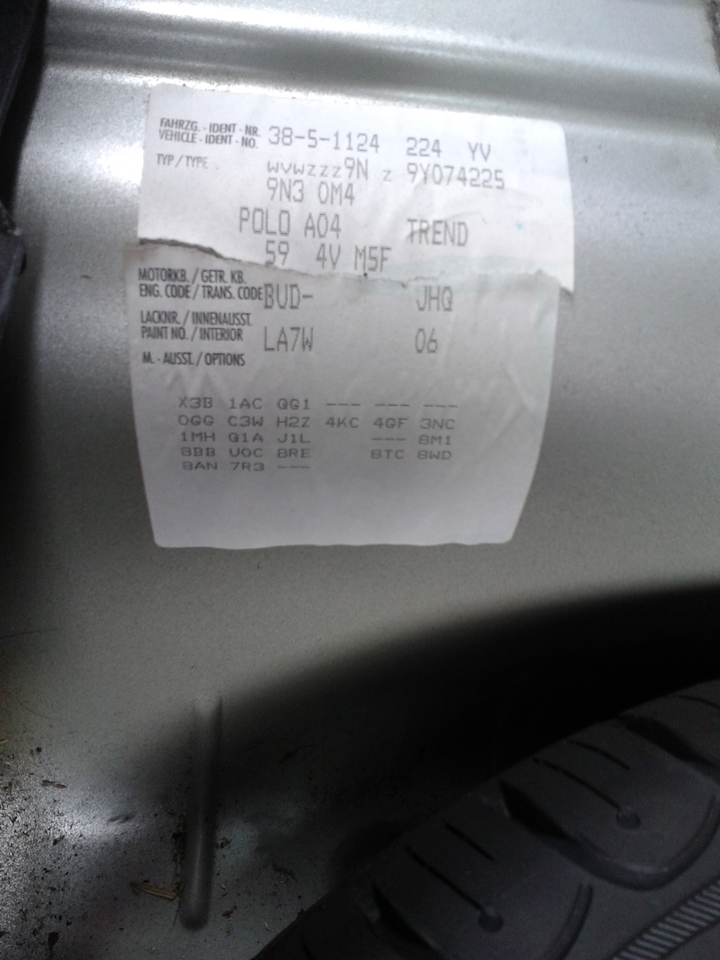 FAHRZG. - IDENT - NR. 38-5-1124 224 YV
VEHICLE - IDENT - NO.
TYP / TYPE WVWZZZ9N Z 9Y074225
9N3 0M4
POLO A04 TREND
59 4V M5F
MOTORKB. / GETR. KB.
ENG. CODE / TRANS. CODE BUD- JHQ
LACKNR. / INNENAUSST.
PAINT NO. / INTERIOR LA7W 06
M. - AUSST. / OPTIONS
X3B 1AC GG1 --- --- ---
0GG C3W H2Z 4KC 4GF 3NC
1MH G1A J1L --- 8M1
8BB U0C 8RE 8TC 8WD
8AN 7R3 ---